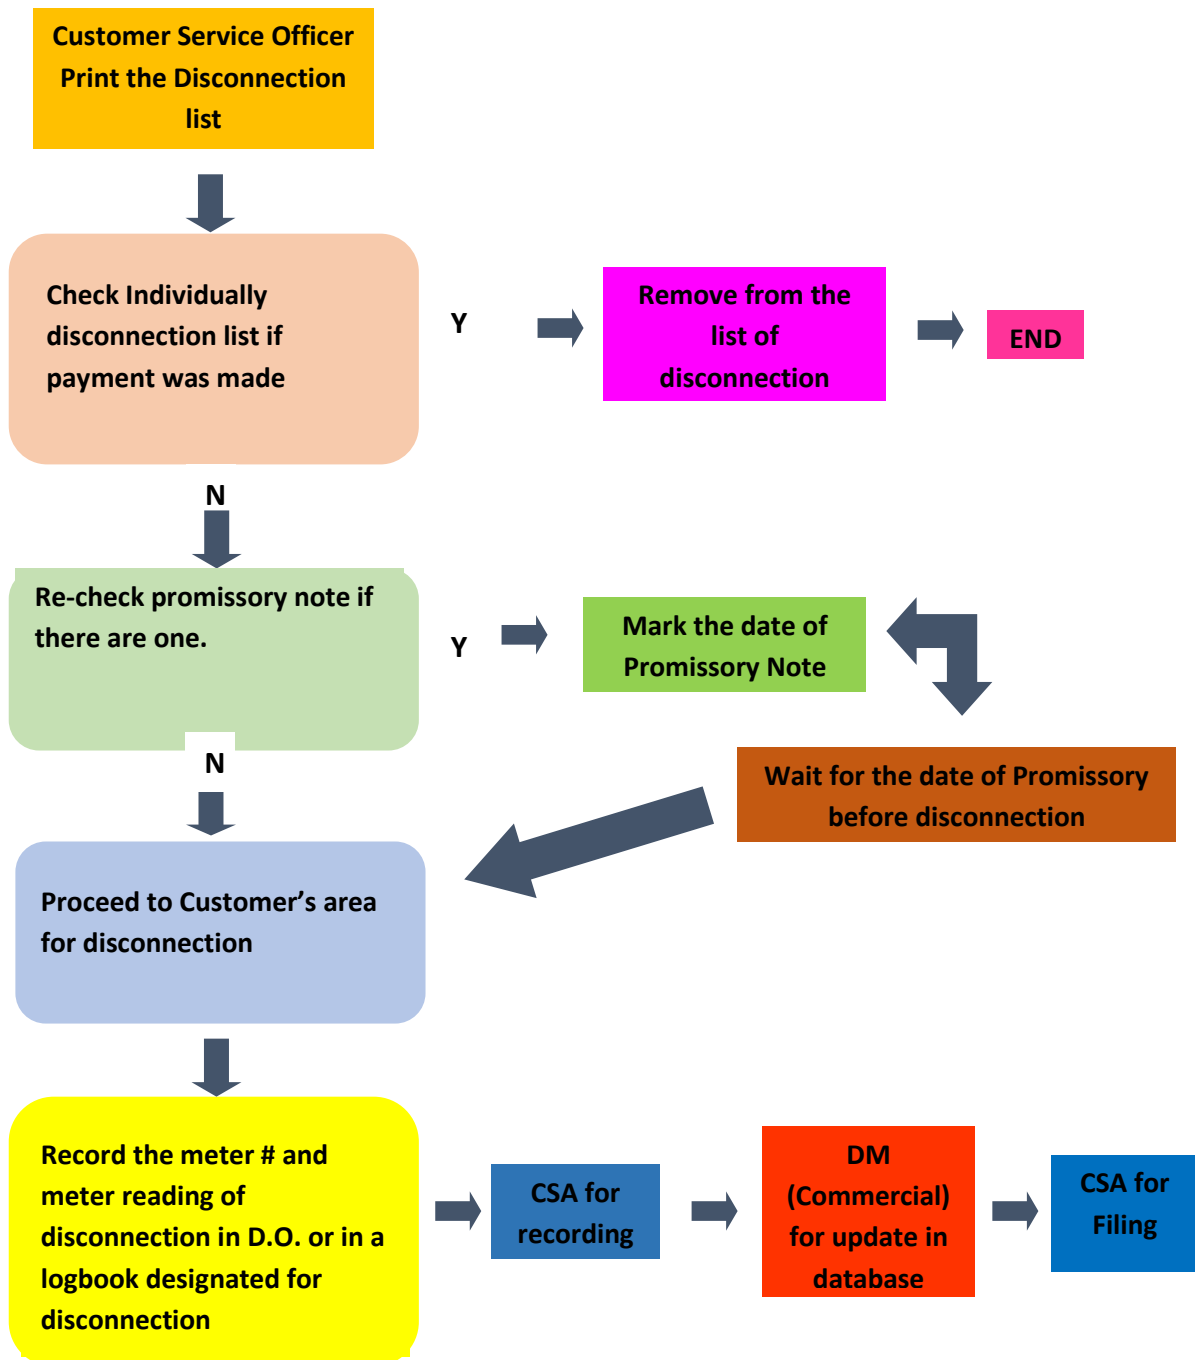 Customer Service Officer
Print the Disconnection
list
Check Individually
disconnection list if
payment was made
Y
Remove from the
list of
disconnection
END
N
Re-check promissory note if
there are one.
Y
Mark the date of
Promissory Note
N
Wait for the date of Promissory
before disconnection
Proceed to Customer’s area
for disconnection
Record the meter # and
meter reading of
disconnection in D.O. or in a
logbook designated for
disconnection
CSA for
recording
DM
(Commercial)
for update in
database
CSA for
Filing